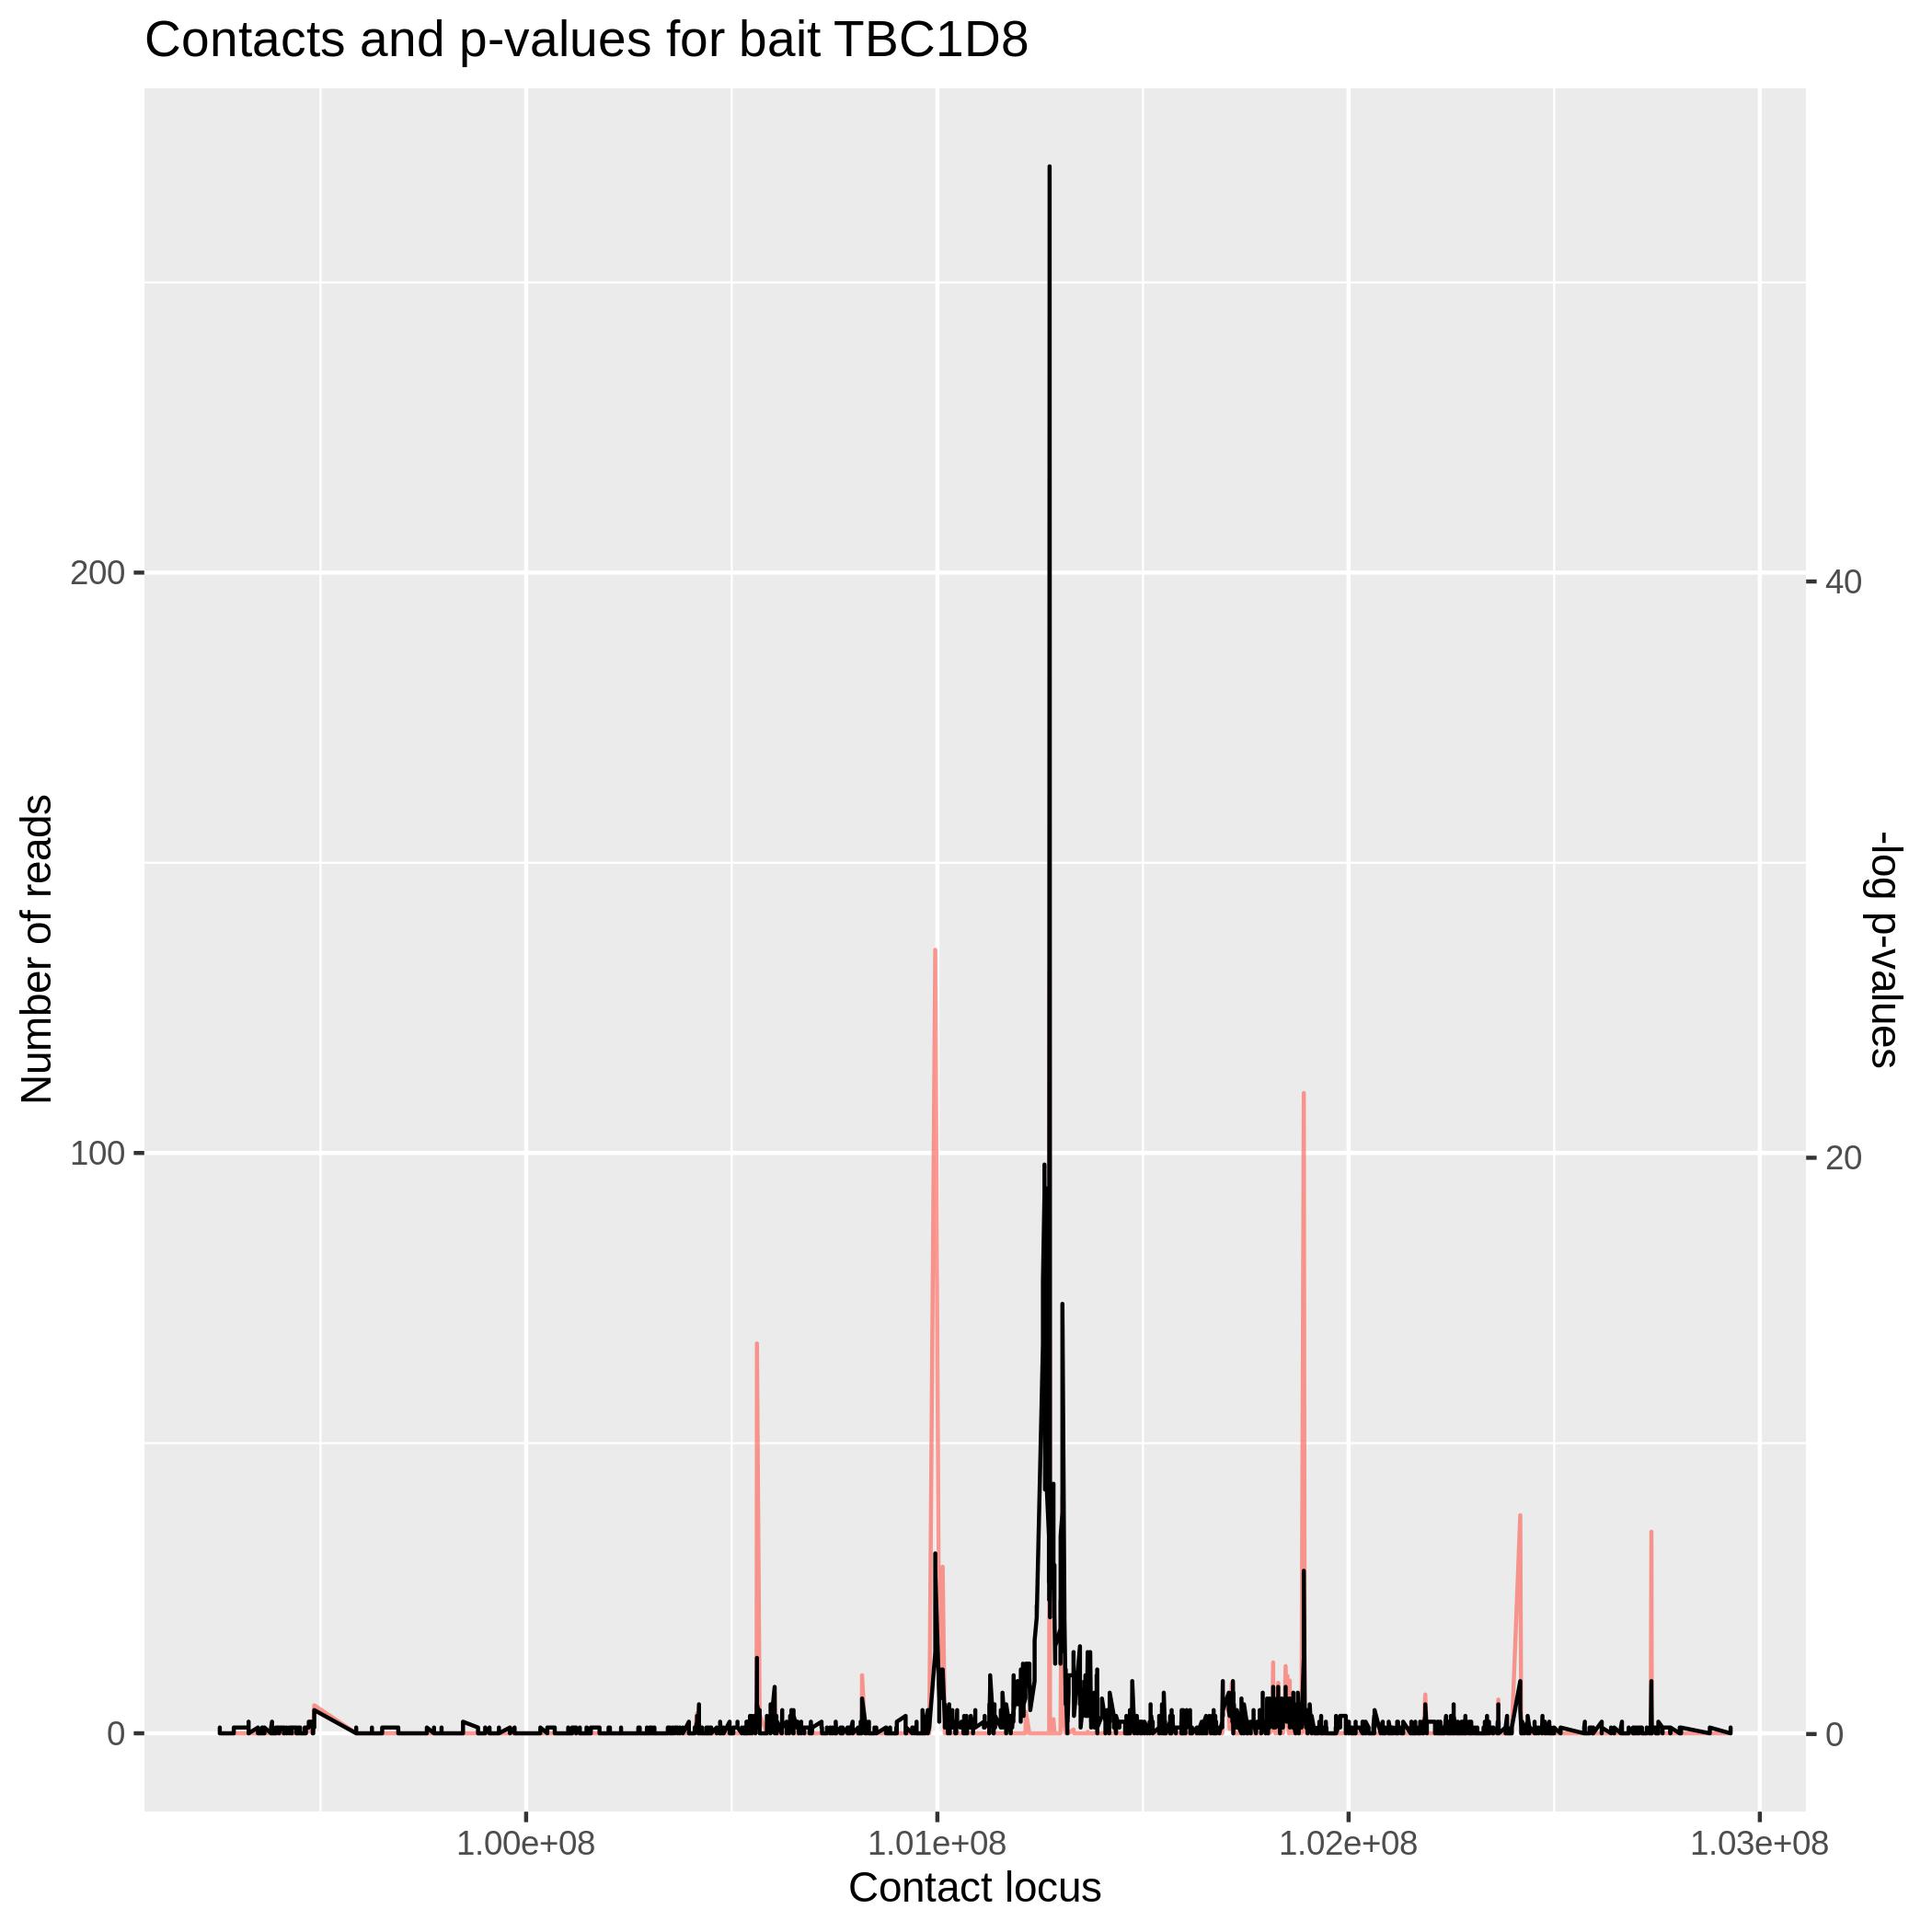 Contacts and p-values for bait TBC1D8
Number of reads
200
100
0
40
20
0
-log p-values
1.00e+08
1.01e+08
1.02e+08
1.03e+08
Contact locus